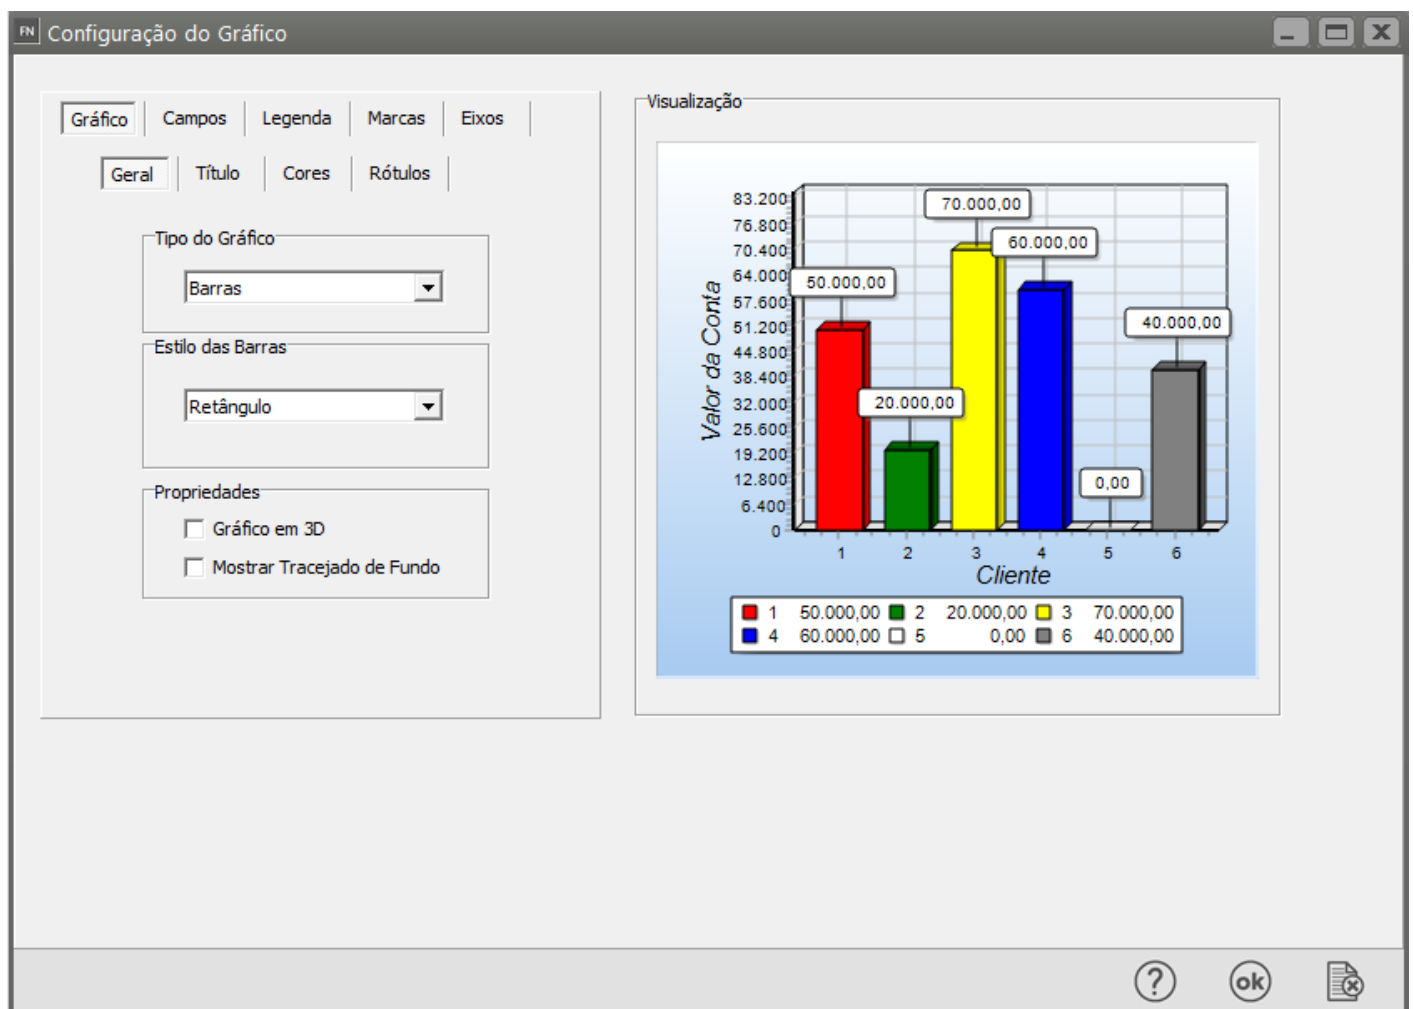 FN Configuração do Gráfico
Gráfico Campos Legenda Marcas Eixos
Geral Título Cores Rótulos
Tipo do Gráfico
Barras
Estilo das Barras
Retângulo
Propriedades
Gráfico em 3D
Mostrar Tracejado de Fundo
Visualização
Valor da Conta
83.200
76.800
70.400
64.000
57.600
51.200
44.800
38.400
32.000
25.600
19.200
12.800
6.400
0
50.000,00
20.000,00
70.000,00
60.000,00
0,00
40.000,00
1 2 3 4 5 6
Cliente
1 50.000,00 2 20.000,00 3 70.000,00
4 60.000,00 5 0,00 6 40.000,00
? ok